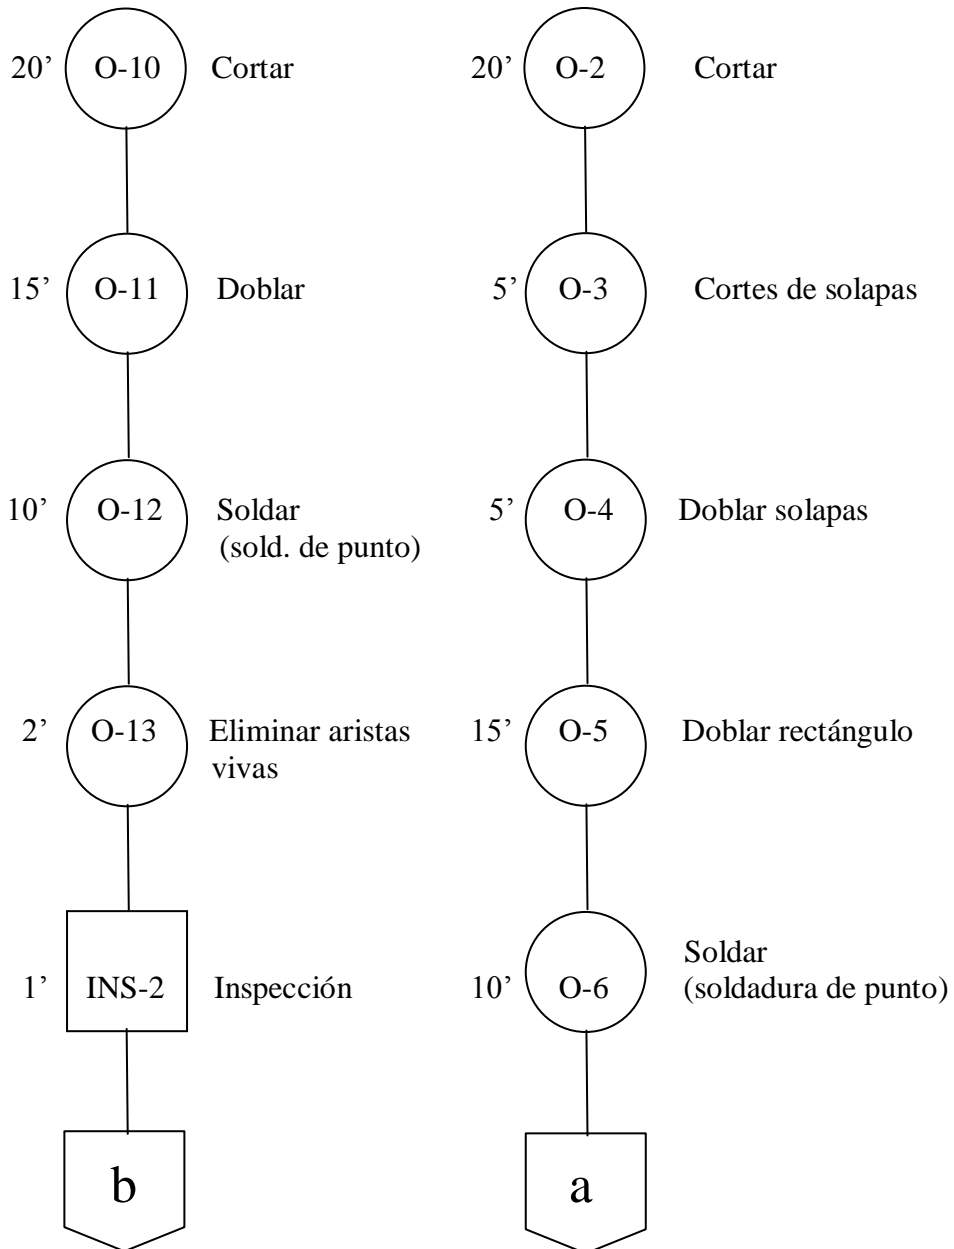 20’ O-10 Cortar
15’ O-11 Doblar
10’ O-12 Soldar
(sold. de punto)
2’ O-13 Eliminar aristas
vivas
1’ INS-2 Inspección
b
20’ O-2 Cortar
5’ O-3 Cortes de solapas
5’ O-4 Doblar solapas
15’ O-5 Doblar rectángulo
Soldar
10’ O-6 (soldadura de punto)
a